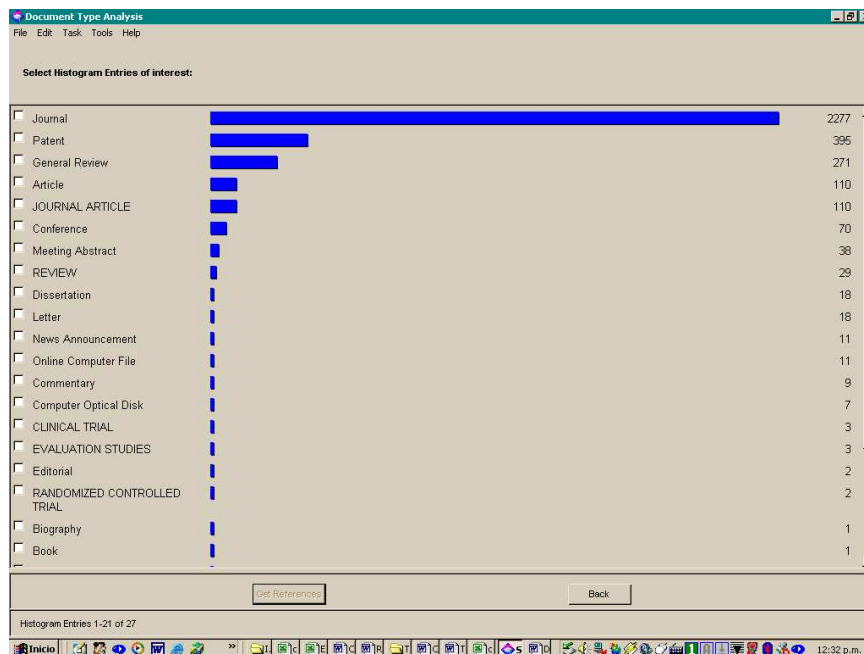 Document Type Analysis
File Edit Task Tools Help
Select Histogram Entries of interest:
Journal 2277
Patent 395
General Review 271
Article 110
JOURNAL ARTICLE 110
Conference 70
Meeting Abstract 38
REVIEW 29
Dissertation 18
Letter 18
News Announcement 11
Online Computer File 11
Commentary 9
Computer Optical Disk 7
CLINICAL TRIAL 3
EVALUATION STUDIES 3
Editorial 2
RANDOMIZED CONTROLLED 2
TRIAL
Biography 1
Book 1
Get References Back
Histogram Entries 1-21 of 27
Inicio 12:32 p.m.